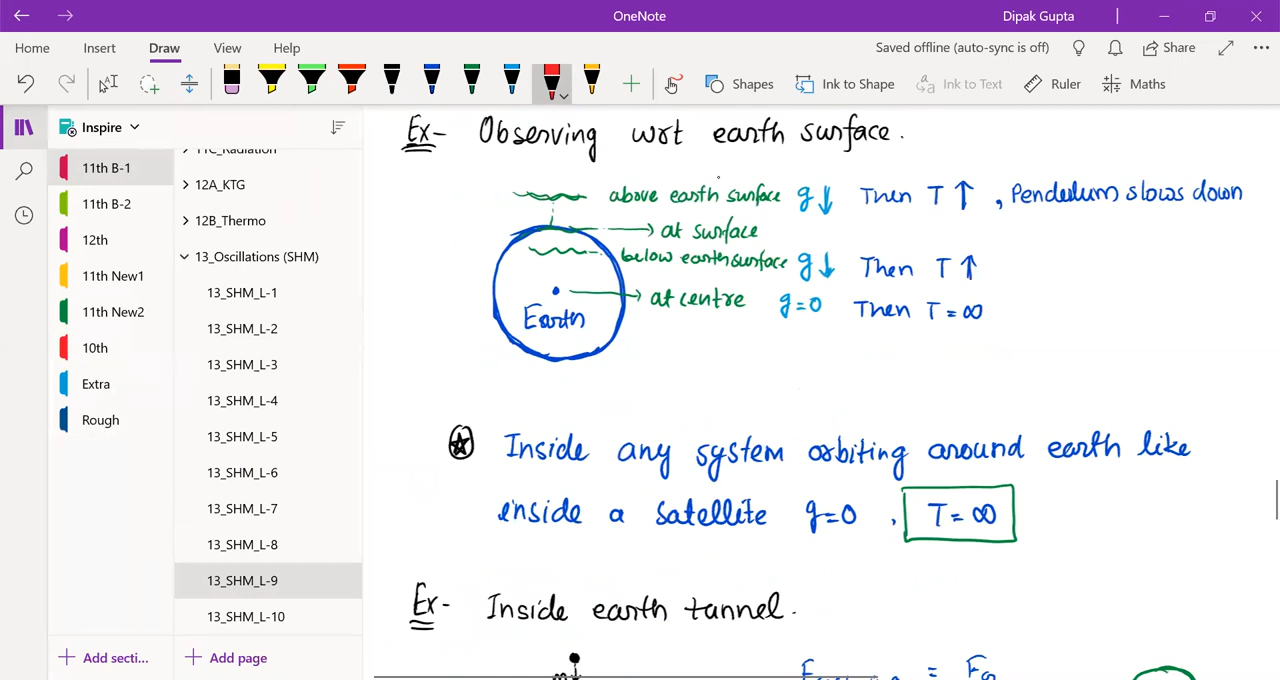 OneNote
Dipak Gupta
Home Insert Draw View Help
Saved offline (auto-sync is off)
Share
Shapes
Ink to Shape
Ink to Text
Ruler
Maths
Inspire
11th B-1
11th B-2
12th
11th New1
11th New2
10th
Extra
Rough
Add secti...
11C_Radiation
12A_KTG
12B_Thermo
13_Oscillations (SHM)
13_SHM_L-1
13_SHM_L-2
13_SHM_L-3
13_SHM_L-4
13_SHM_L-5
13_SHM_L-6
13_SHM_L-7
13_SHM_L-8
13_SHM_L-9
13_SHM_L-10
Add page
Ex- Observing wrt earth surface.
above earth surface g↓ Then T↑, Pendulum slows down
at surface
below earth surface g↓ Then T↑
at centre g=0 Then T=∞
Earth
Inside any system orbiting around earth like
inside a satellite g=0, T=∞
Ex- Inside earth tannel.